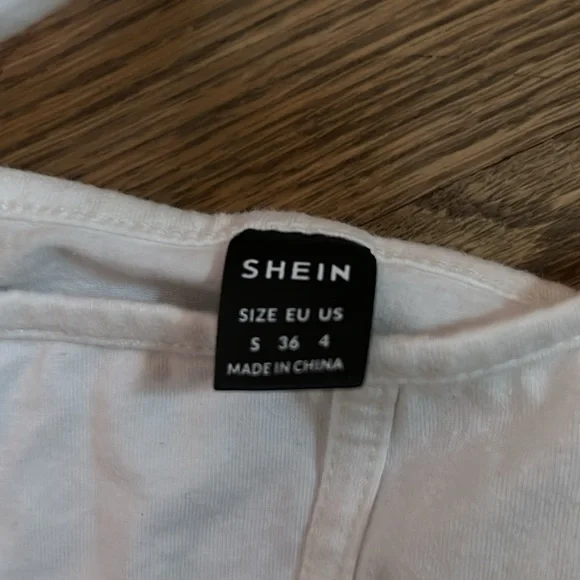 SHEIN
SIZE EU US
S 36 4
MADE IN CHINA